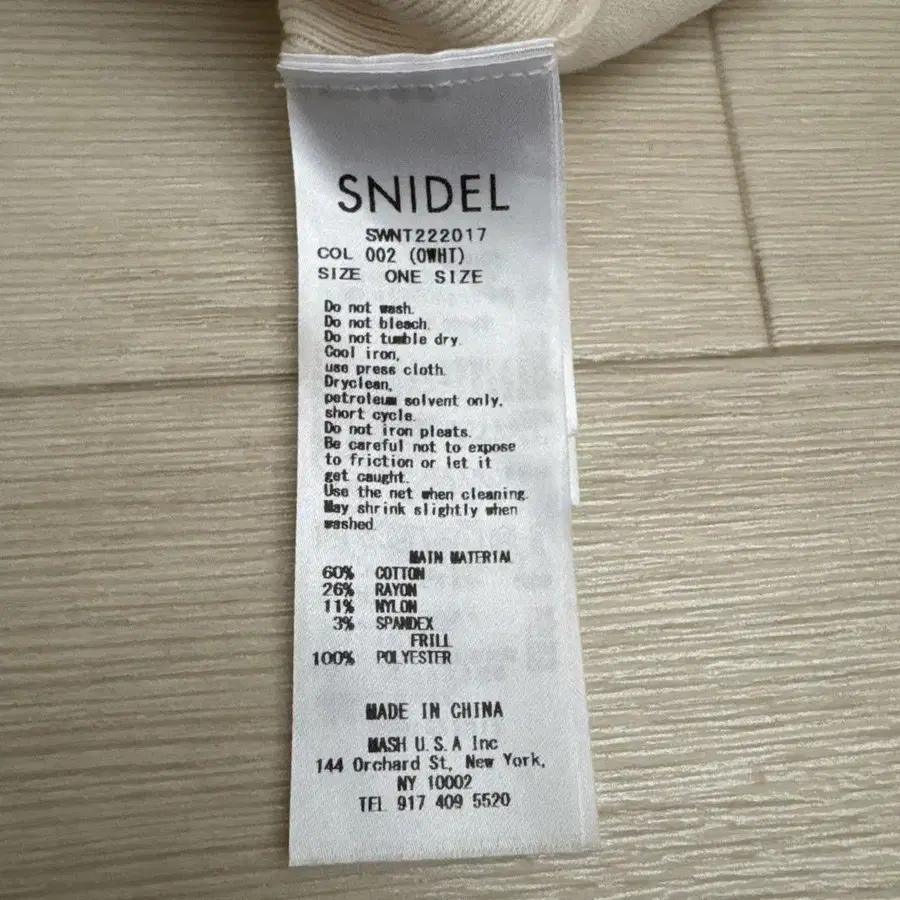 SNIDEL
SWNT222017
COL 002 (OWHT)
SIZE ONE SIZE
Do not wash.
Do not bleach.
Do not tumble dry.
Cool iron,
use press cloth.
Dryclean,
petroleum solvent only,
short cycle.
Do not iron pleats.
Be careful not to expose
to friction or let it
get caught.
Use the net when cleaning.
May shrink slightly when
washed.
MAIN MATERIAL
60% COTTON
26% RAYON
11% NYLON
3% SPANDEX
FRILL
100% POLYESTER
MADE IN CHINA
MASH U.S.A Inc
144 Orchard St, New York,
NY 10002
TEL 917 409 5520